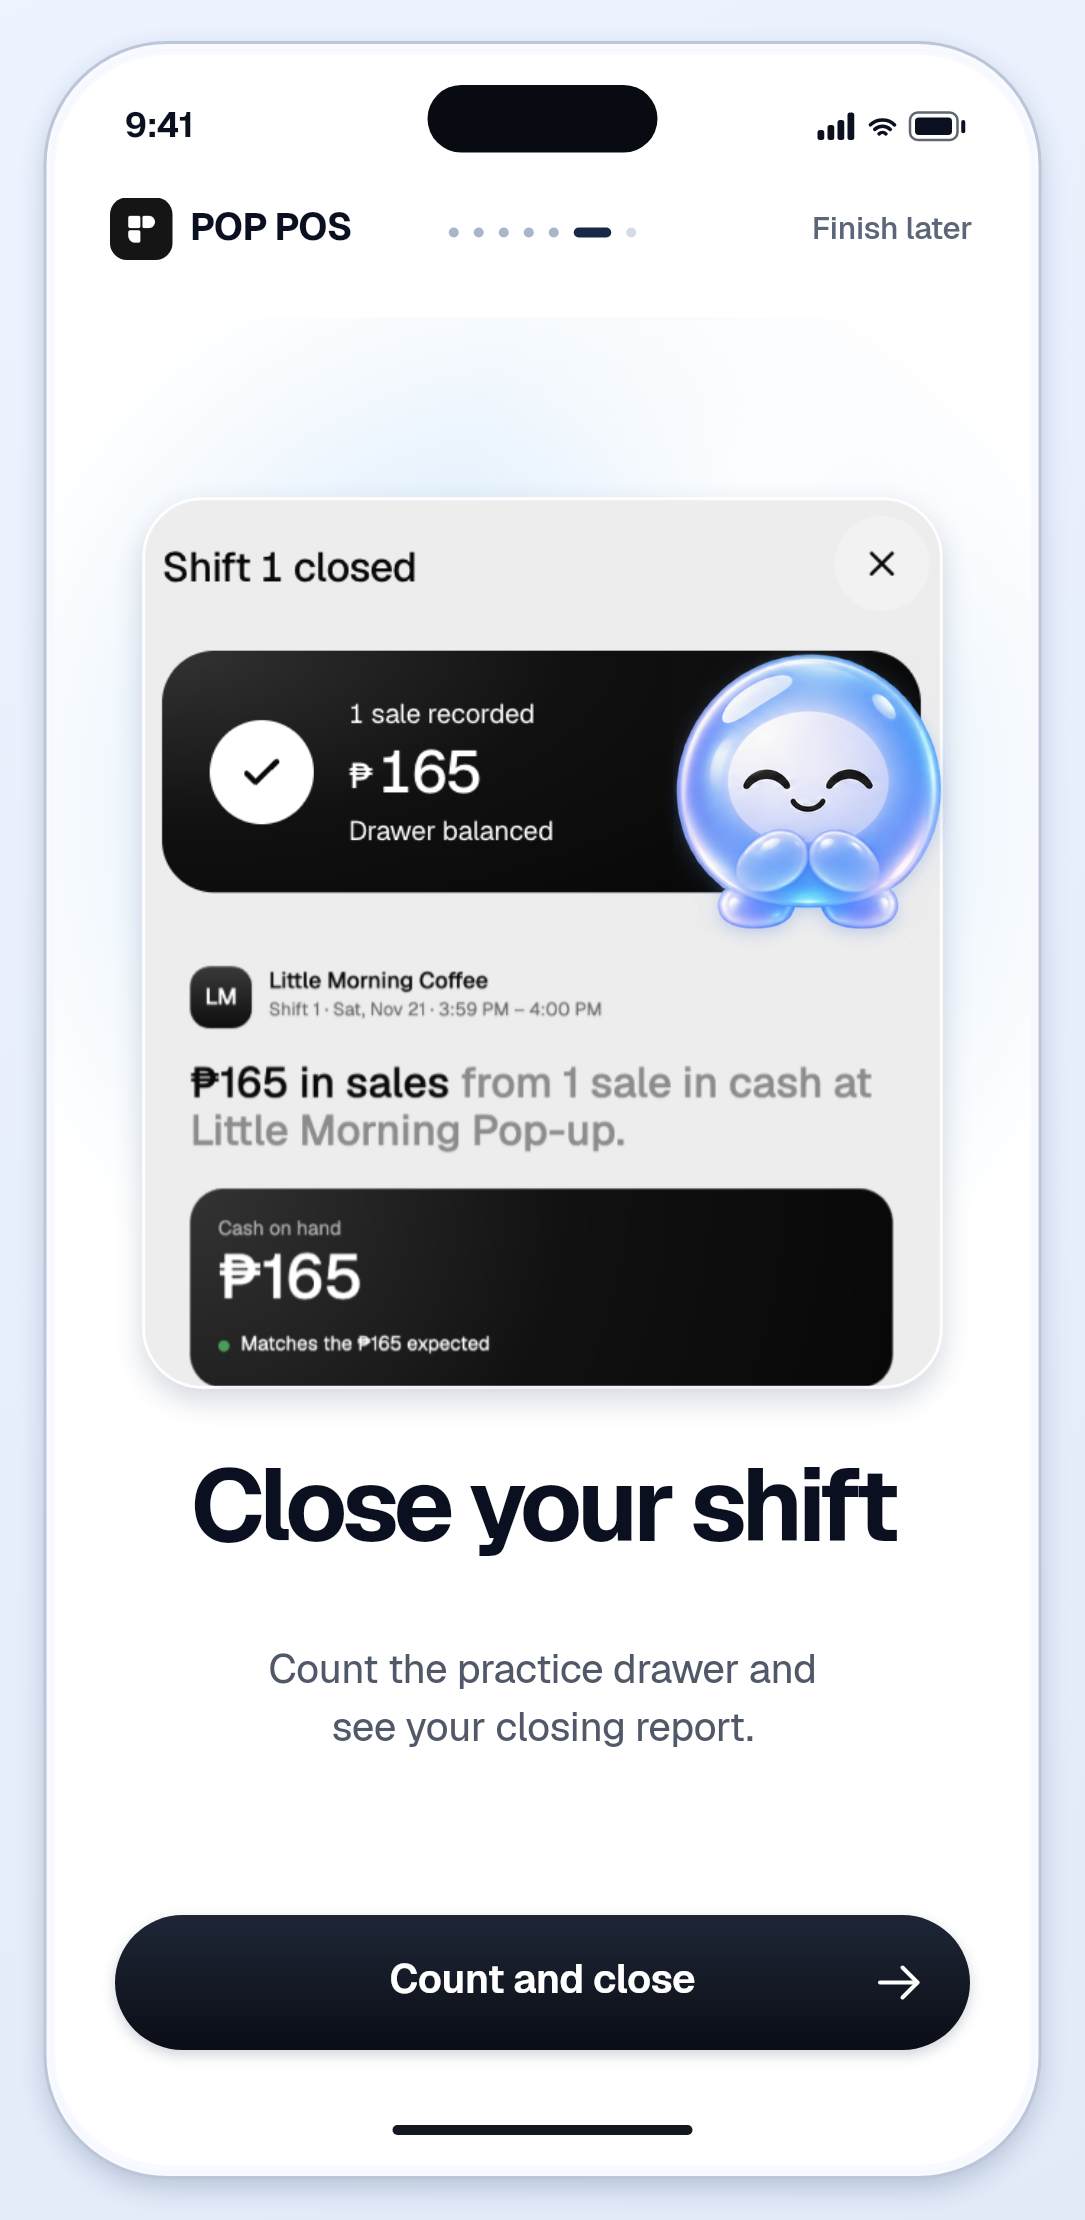 9:41
POP POS
Finish later
Shift 1 closed
1 sale recorded
₱165
Drawer balanced
LM
Little Morning Coffee
Shift 1 · Sat, Nov 21 · 3:59 PM – 4:00 PM
₱165 in sales from 1 sale in cash at
Little Morning Pop-up.
Cash on hand
₱165
Matches the ₱165 expected
Close your shift
Count the practice drawer and
see your closing report.
Count and close